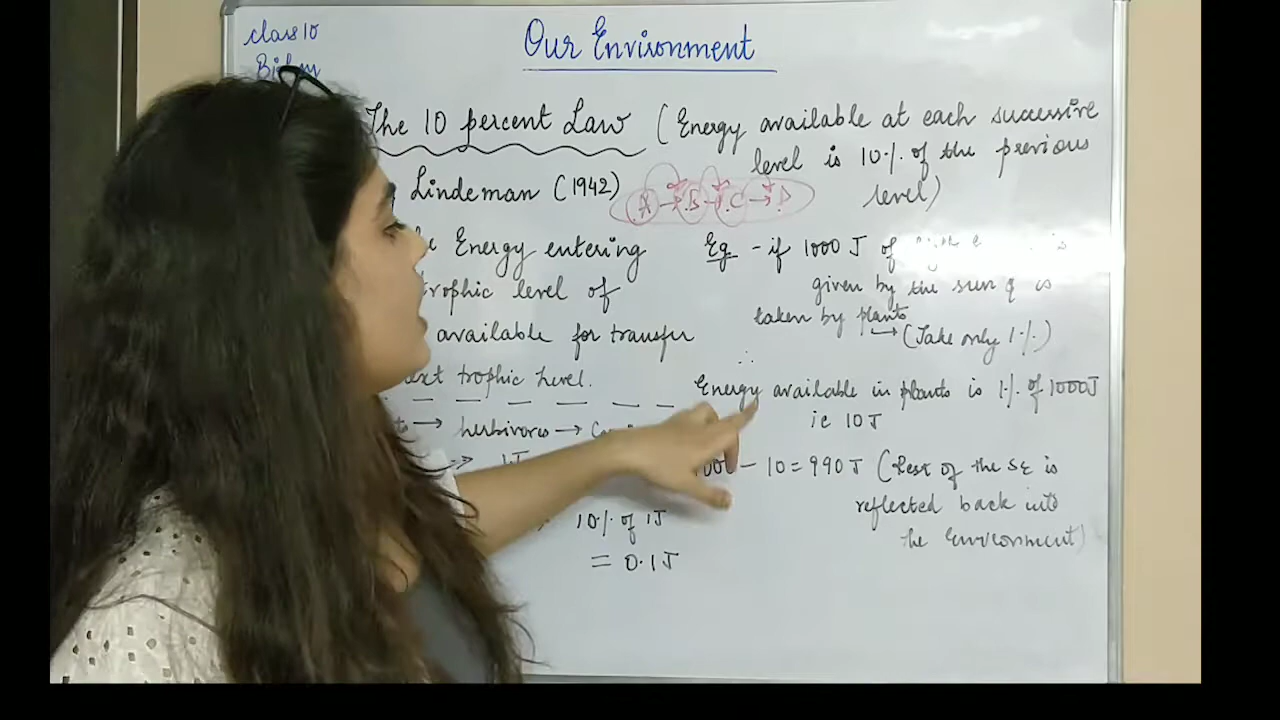 class 10
Our Environment
The 10 percent Law (Energy available at each successive
level is 10% of the previous
level)
Lindeman (1942)
A → B → C → D
Energy entering
trophic level of
available for transfer
trophic level.
Eg - if 1000 J of
given by the sun & is
taken by plants
→ (Take only 1%)
∴
Energy available in plants is 1% of 1000J
ie 10J
- 10 = 990J (Rest of the SE is
reflected back into
the environment)
→ herbivores →
→ 1J
10% of 1J
= 0.1J